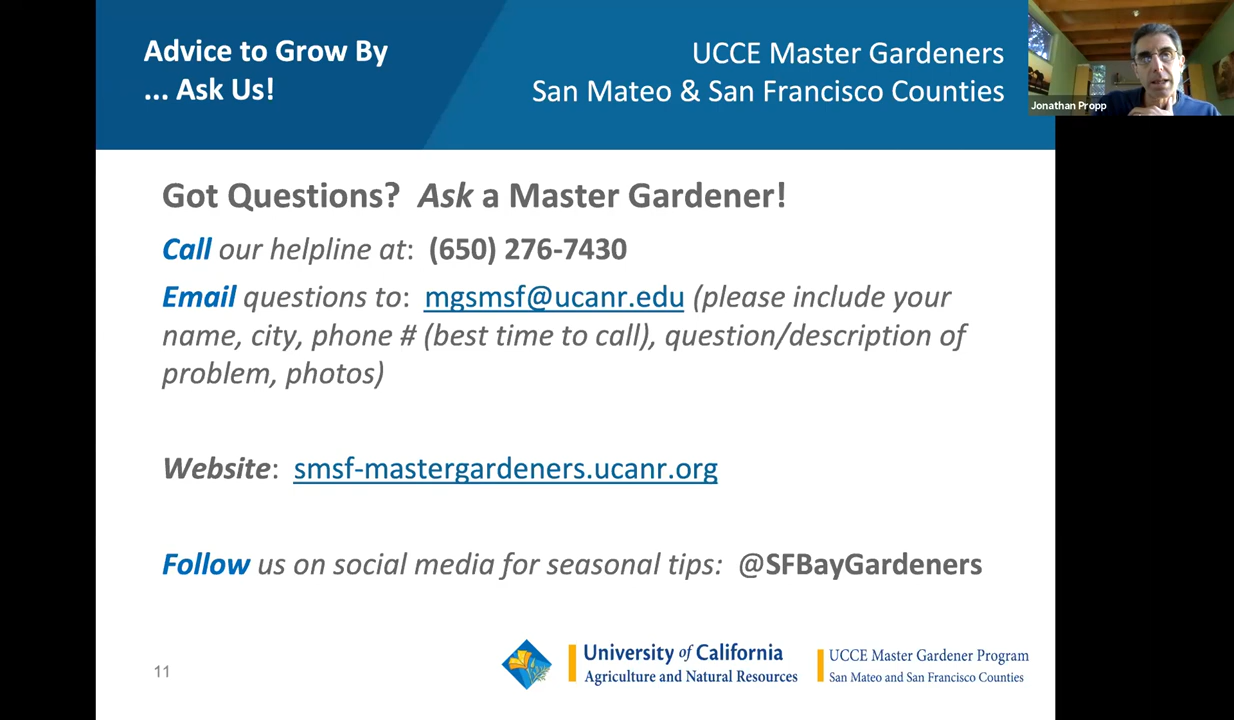 Advice to Grow By
... Ask Us!
UCCE Master Gardeners
San Mateo & San Francisco Counties
Jonathan Propp
Got Questions?  Ask a Master Gardener!
Call our helpline at:  (650) 276-7430
Email questions to:  mgsmsf@ucanr.edu (please include your
name, city, phone # (best time to call), question/description of
problem, photos)
Website:  smsf-mastergardeners.ucanr.org
Follow us on social media for seasonal tips:  @SFBayGardeners
11
University of California
Agriculture and Natural Resources
UCCE Master Gardener Program
San Mateo and San Francisco Counties